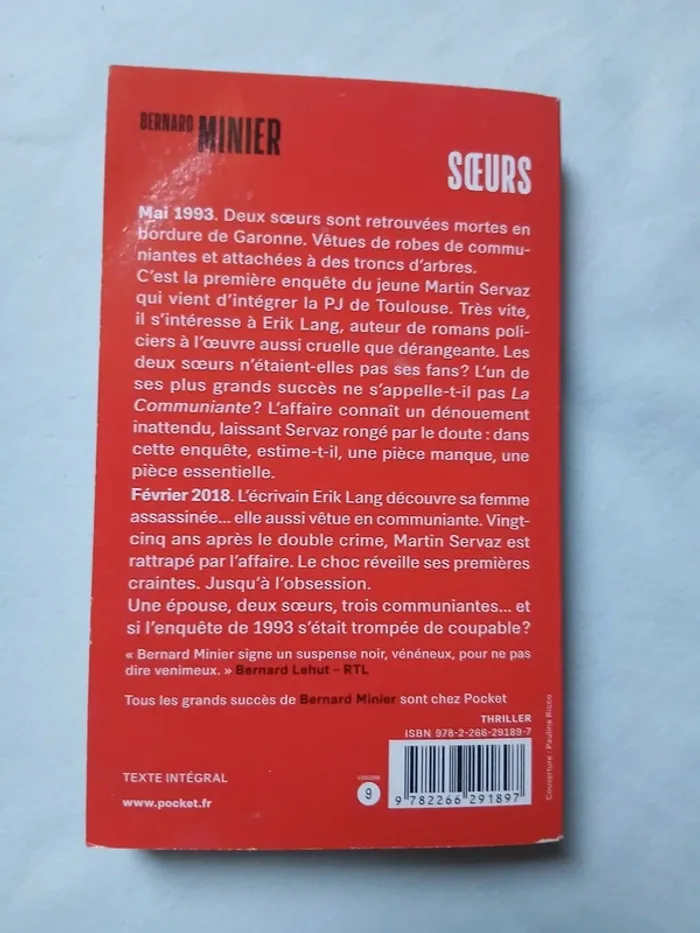 BERNARD MINIER
SŒURS
Mai 1993. Deux sœurs sont retrouvées mortes en
bordure de Garonne. Vêtues de robes de commu-
niantes et attachées à des troncs d'arbres.
C'est la première enquête du jeune Martin Servaz
qui vient d'intégrer la PJ de Toulouse. Très vite,
il s'intéresse à Erik Lang, auteur de romans poli-
ciers à l'œuvre aussi cruelle que dérangeante. Les
deux sœurs n'étaient-elles pas ses fans ? L'un de
ses plus grands succès ne s'appelle-t-il pas La
Communiante ? L'affaire connaît un dénouement
inattendu, laissant Servaz rongé par le doute : dans
cette enquête, estime-t-il, une pièce manque, une
pièce essentielle.
Février 2018. L'écrivain Erik Lang découvre sa femme
assassinée... elle aussi vêtue en communiante. Vingt-
cinq ans après le double crime, Martin Servaz est
rattrapé par l'affaire. Le choc réveille ses premières
craintes. Jusqu'à l'obsession.
Une épouse, deux sœurs, trois communiantes... et
si l'enquête de 1993 s'était trompée de coupable ?
« Bernard Minier signe un suspense noir, vénéneux, pour ne pas
dire venimeux. » Bernard Lehut – RTL
Tous les grands succès de Bernard Minier sont chez Pocket
THRILLER
ISBN 978-2-266-29189-7
TEXTE INTÉGRAL
www.pocket.fr
9
9 782266 291897
Couverture : Pauline Ricco